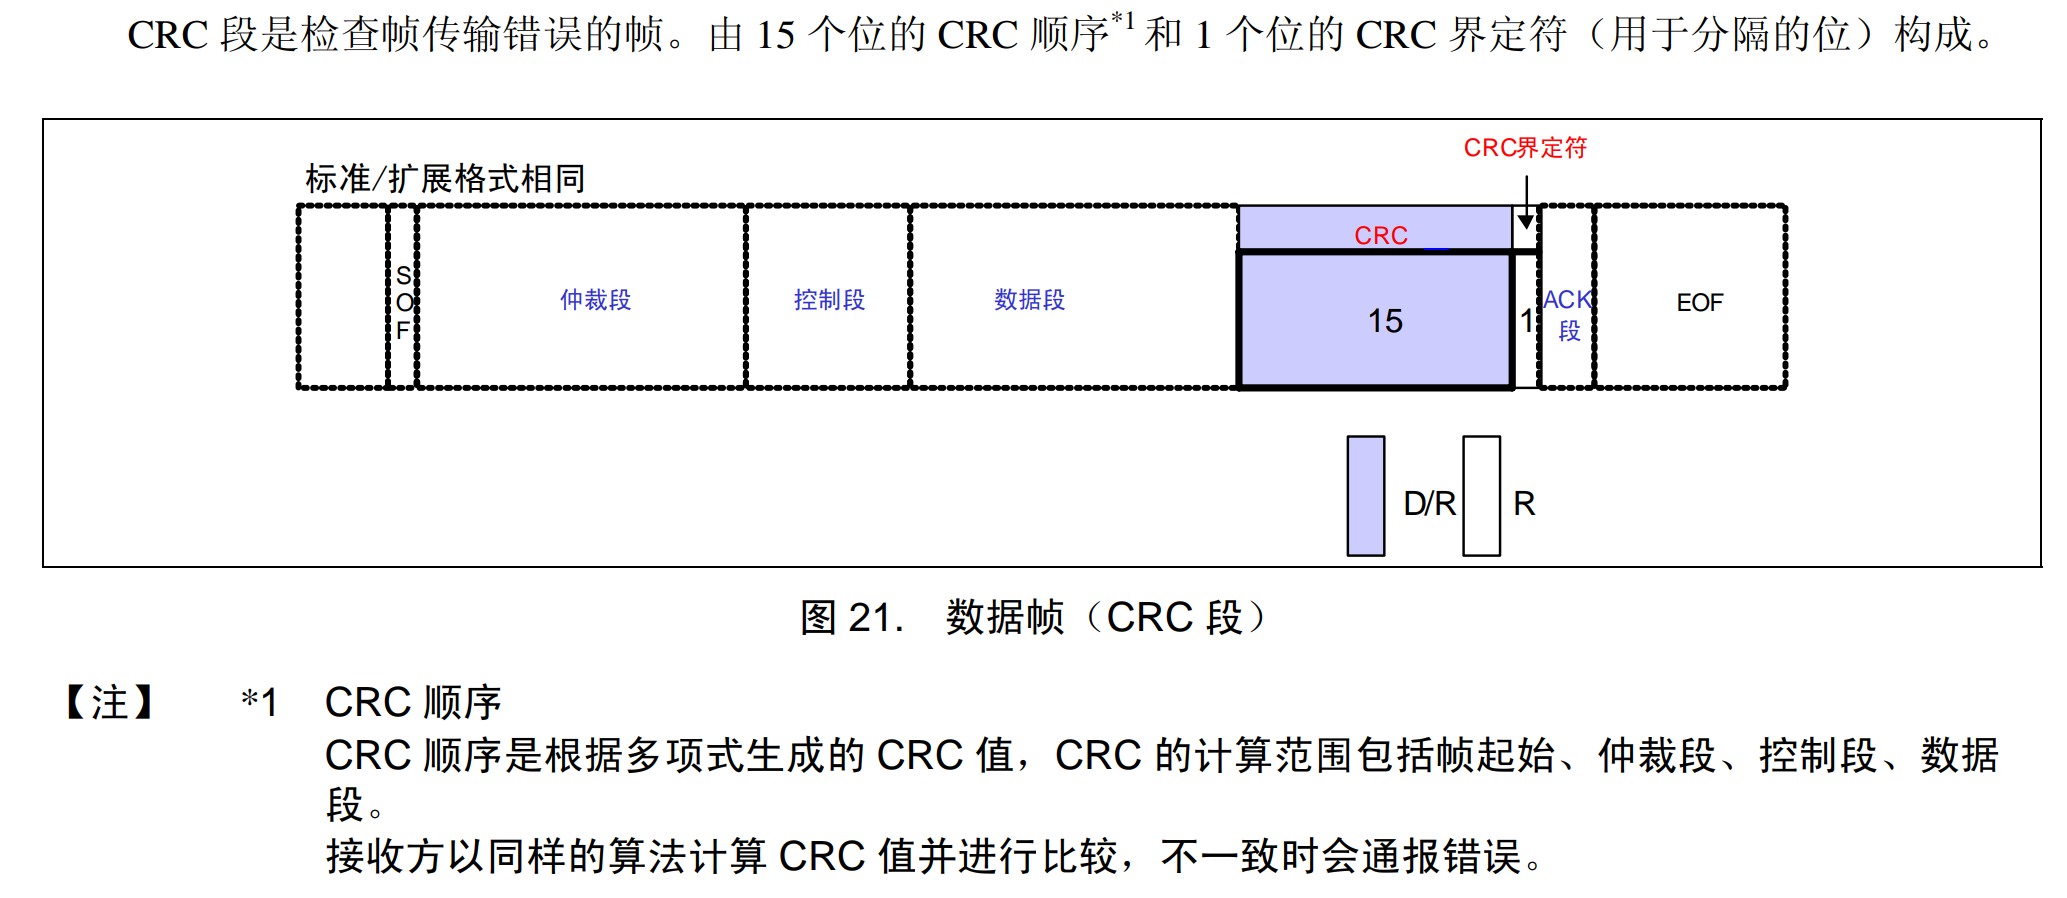 CRC 段是检查帧传输错误的帧。由 15 个位的 CRC 顺序*1 和 1 个位的 CRC 界定符（用于分隔的位）构成。
CRC界定符
标准/扩展格式相同
CRC
S
O
F
仲裁段
控制段
数据段
15
1
ACK
段
EOF
D/R
R
图 21. 数据帧（CRC 段）
【注】 *1 CRC 顺序
CRC 顺序是根据多项式生成的 CRC 值，CRC 的计算范围包括帧起始、仲裁段、控制段、数据
段。
接收方以同样的算法计算 CRC 值并进行比较，不一致时会通报错误。